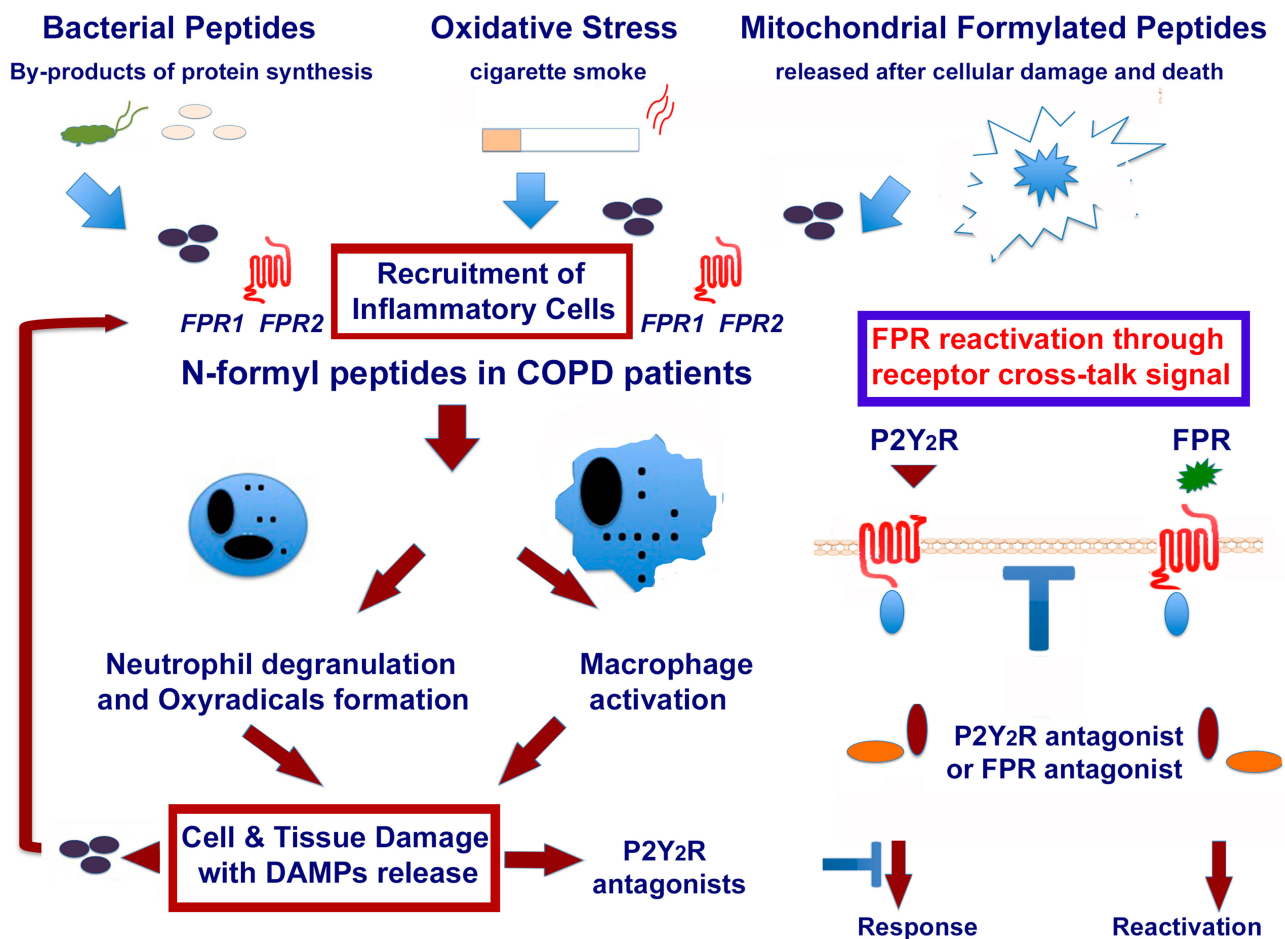 Bacterial Peptides
By-products of protein synthesis
Oxidative Stress
cigarette smoke
Mitochondrial Formylated Peptides
released after cellular damage and death
Recruitment of
Inflammatory Cells
FPR1 FPR2
FPR1 FPR2
N-formyl peptides in COPD patients
Neutrophil degranulation
and Oxyradicals formation
Macrophage
activation
Cell & Tissue Damage
with DAMPs release
P2Y2R
antagonists
FPR reactivation through
receptor cross-talk signal
P2Y2R
FPR
P2Y2R antagonist
or FPR antagonist
Response
Reactivation